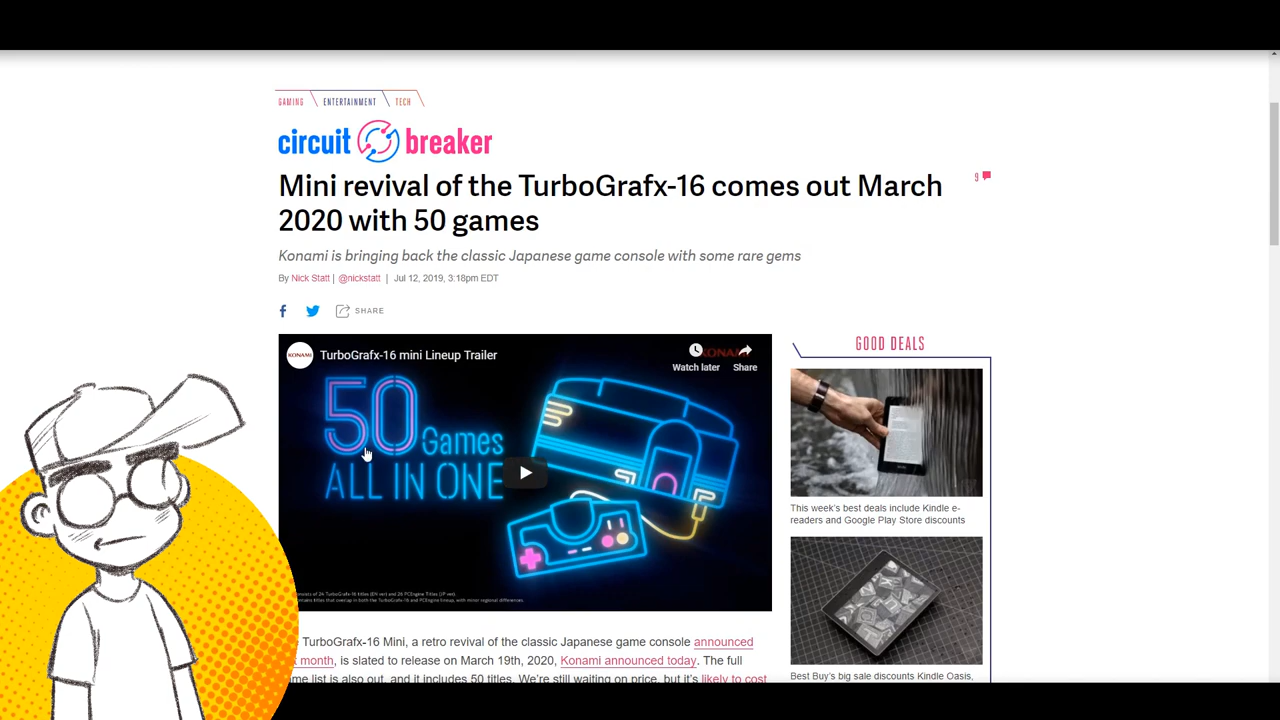 GAMING
ENTERTAINMENT
TECH
circuit breaker
Mini revival of the TurboGrafx-16 comes out March
2020 with 50 games
9
Konami is bringing back the classic Japanese game console with some rare gems
By Nick Statt | @nickstatt | Jul 12, 2019, 3:18pm EDT
SHARE
KONAMI
TurboGrafx-16 mini Lineup Trailer
Watch later
Share
50 Games
ALL IN ONE
GOOD DEALS
This week's best deals include Kindle e-
readers and Google Play Store discounts
TurboGrafx-16 Mini, a retro revival of the classic Japanese game console announced
month, is slated to release on March 19th, 2020, Konami announced today. The full
list is also out, and it includes 50 titles. We're still waiting on price, but it's likely to cost
Best Buy's big sale discounts Kindle Oasis,